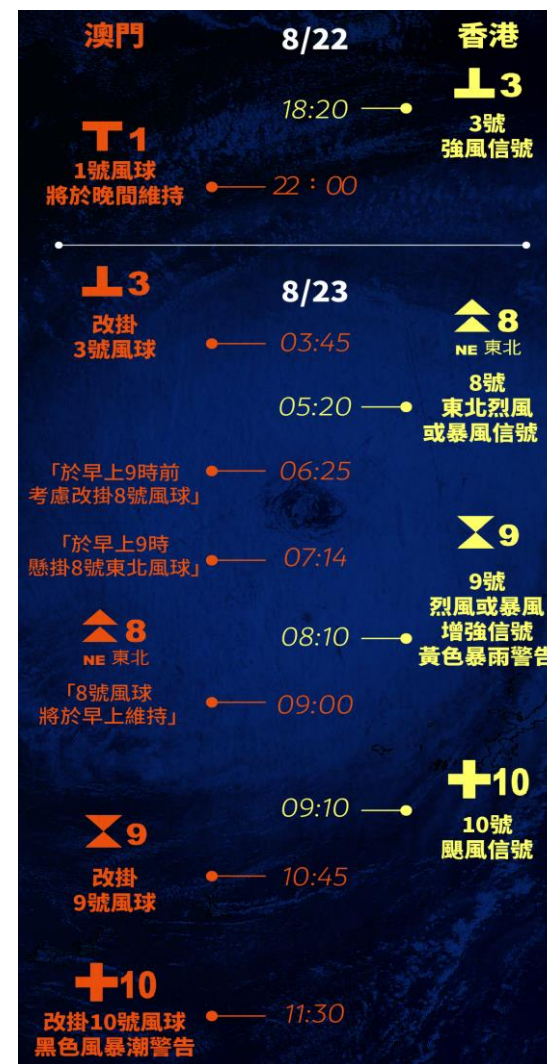 澳門 8/22 香港
18:20
3
3號
強風信號
1
1號風球
將於晚間維持
22：00
3
改掛
3號風球
8/23
03:45
8
NE 東北
8號
東北烈風
或暴風信號
05:20
「於早上9時前
考慮改掛8號風球」
06:25
「於早上9時
懸掛8號東北風球」
07:14
9
9號
烈風或暴風
增強信號
黃色暴雨警告
08:10
8
NE 東北
「8號風球
將於早上維持」
09:00
09:10
10
10號
颶風信號
9
改掛
9號風球
10:45
10
改掛10號風球
黑色風暴潮警告
11:30